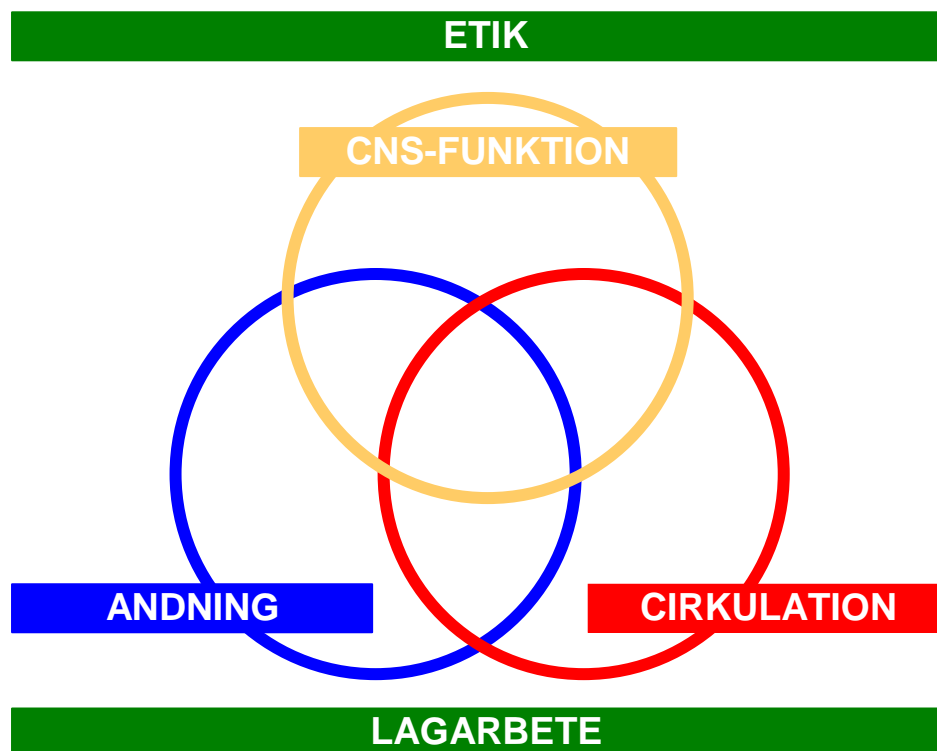 ETIK
CNS-FUNKTION
ANDNING
CIRKULATION
LAGARBETE